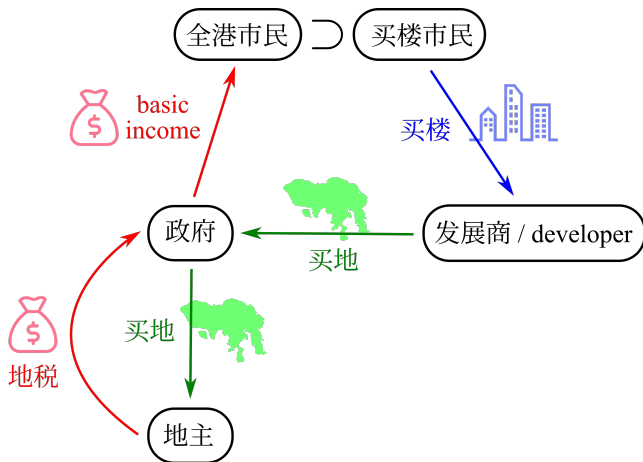 全港市民
买楼市民
basic
income
$
买楼
政府
发展商 / developer
买地
买地
$
地税
地主